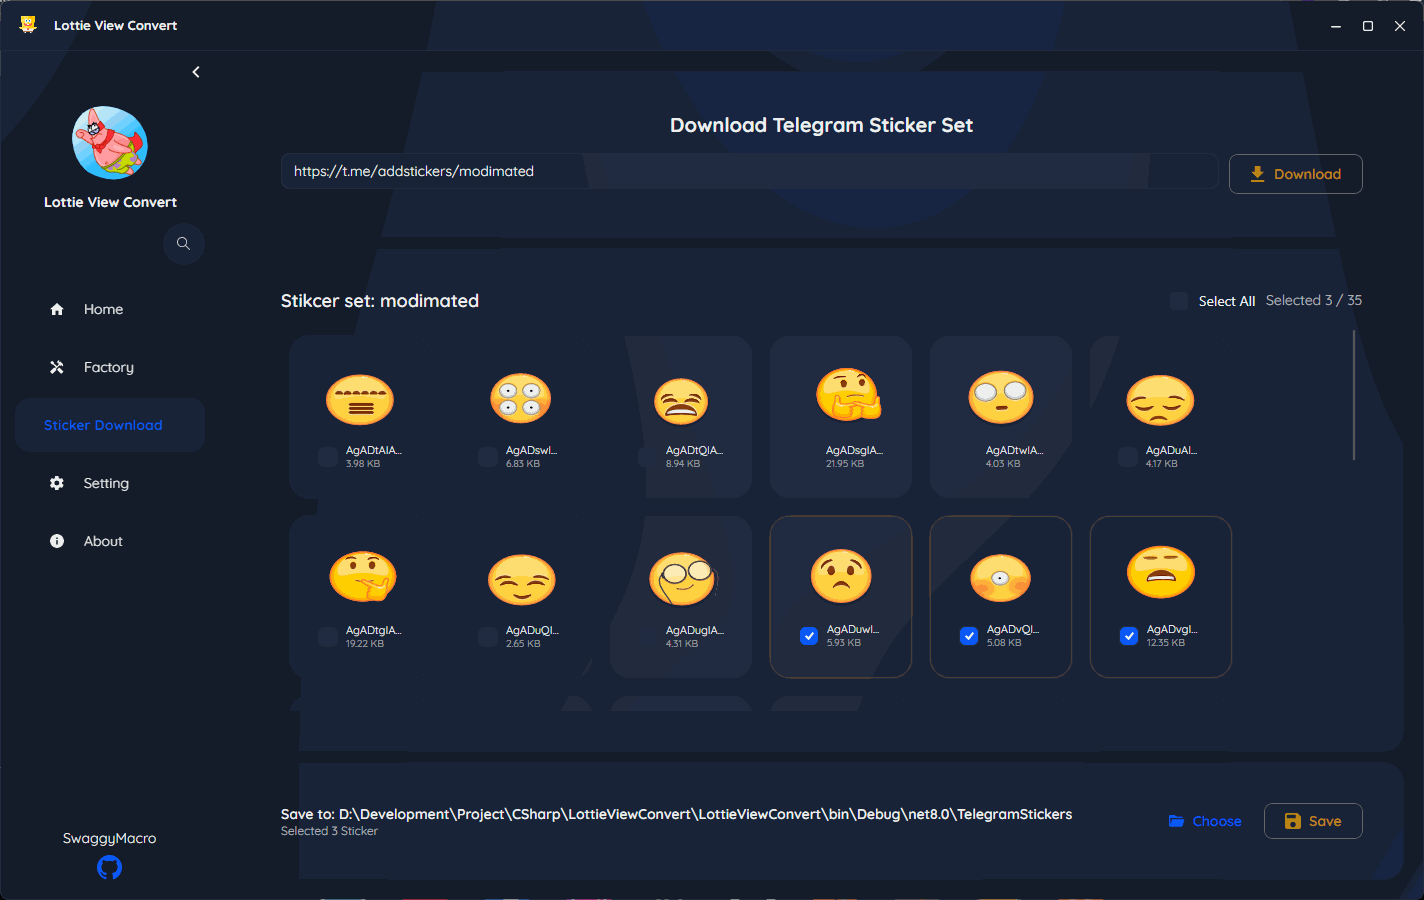 Lottie View Convert
Lottie View Convert
Home
Factory
Sticker Download
Setting
About
SwaggyMacro
Download Telegram Sticker Set
https://t.me/addstickers/modimated
Download
Stikcer set: modimated
Select All Selected 3 / 35
AgADtAIA...
3.98 KB
AgADswI...
6.83 KB
AgADtQIA...
8.94 KB
AgADsgIA...
21.95 KB
AgADtwIA...
4.03 KB
AgADuAI...
4.17 KB
AgADtgIA...
19.22 KB
AgADuQI...
2.65 KB
AgADugIA...
4.31 KB
AgADuwI...
5.93 KB
AgADvQI...
5.08 KB
AgADvgI...
12.35 KB
Save to: D:\Development\Project\CSharp\LottieViewConvert\LottieViewConvert\bin\Debug\net8.0\TelegramStickers
Selected 3 Sticker
Choose
Save